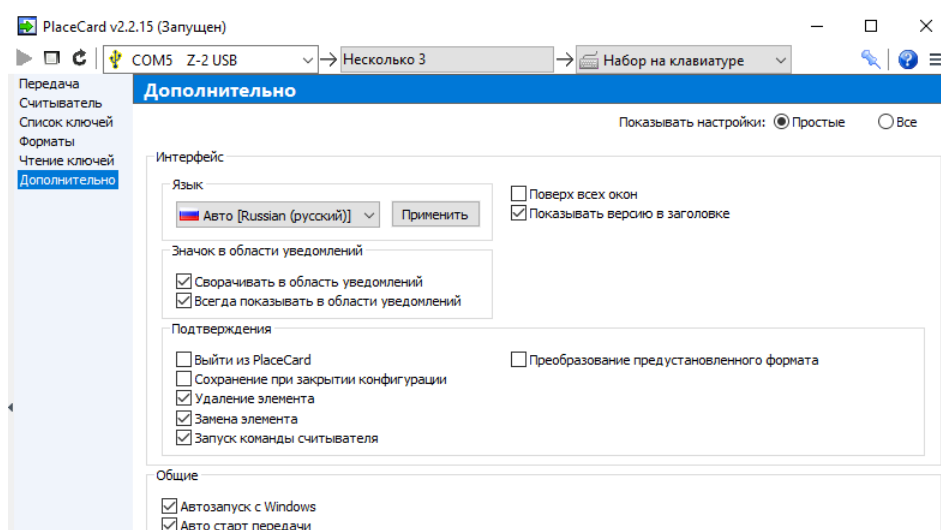 PlaceCard v2.2.15 (Запущен)
COM5 Z-2 USB
Несколько 3
Набор на клавиатуре
Передача
Считыватель
Список ключей
Форматы
Чтение ключей
Дополнительно
Дополнительно
Показывать настройки: Простые Все
Интерфейс
Язык
Авто [Russian (русский)] Применить
Поверх всех окон
Показывать версию в заголовке
Значок в области уведомлений
Сворачивать в область уведомлений
Всегда показывать в области уведомлений
Подтверждения
Выйти из PlaceCard
Преобразование предустановленного формата
Сохранение при закрытии конфигурации
Удаление элемента
Замена элемента
Запуск команды считывателя
Общие
Автозапуск с Windows
Авто старт передачи